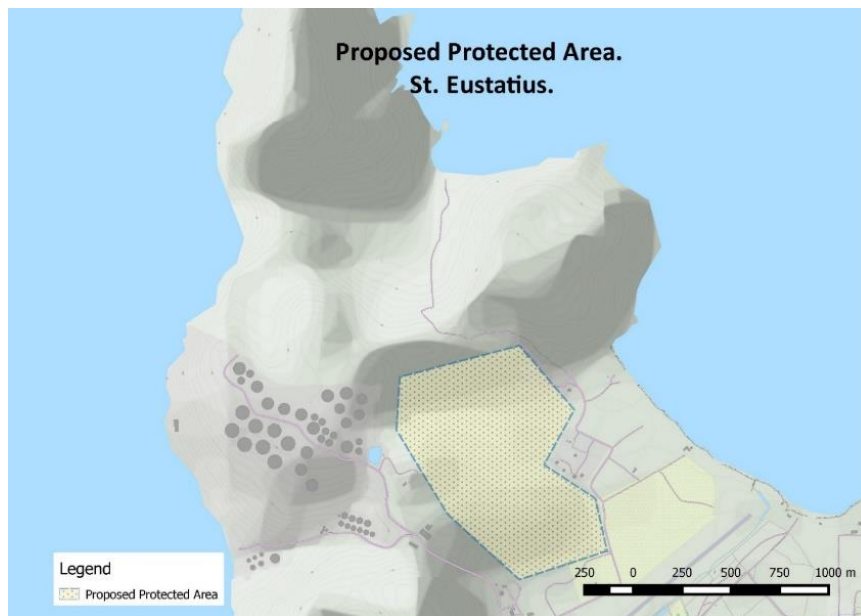 Proposed Protected Area.
St. Eustatius.
Legend
Proposed Protected Area
250 0 250 500 750 1000 m